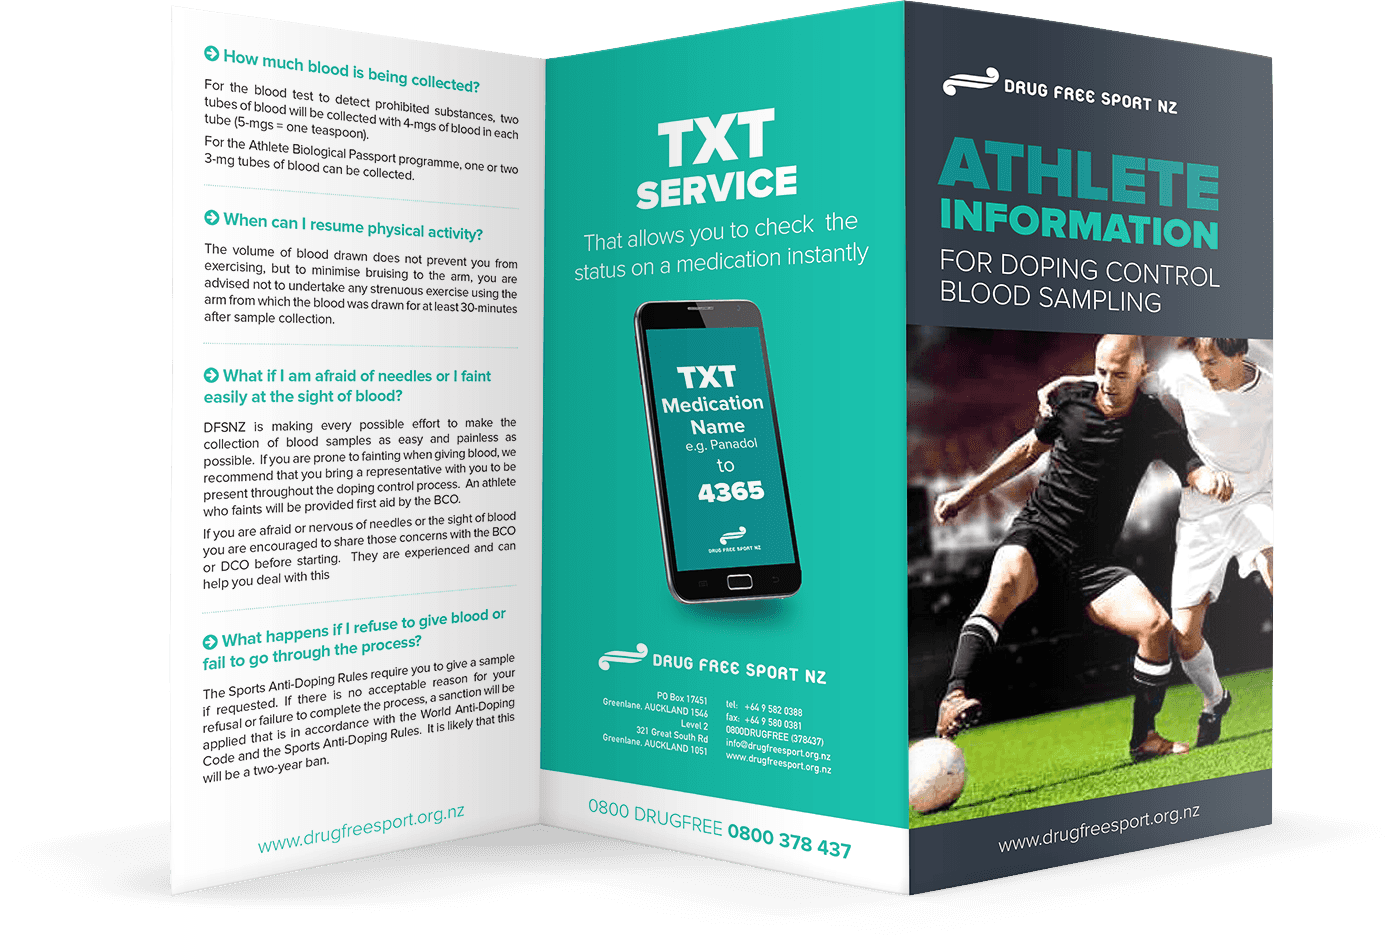 How much blood is being collected?
For the blood test to detect prohibited substances, two
tubes of blood will be collected with 4-mgs of blood in each
tube (5-mgs = one teaspoon).
For the Athlete Biological Passport programme, one or two
3-mg tubes of blood can be collected.
When can I resume physical activity?
The volume of blood drawn does not prevent you from
exercising, but to minimise bruising to the arm, you are
advised not to undertake any strenuous exercise using the
arm from which the blood was drawn for at least 30-minutes
after sample collection.
What if I am afraid of needles or I faint
easily at the sight of blood?
DFSNZ is making every possible effort to make the
collection of blood samples as easy and painless as
possible. If you are prone to fainting when giving blood, we
recommend that you bring a representative with you to be
present throughout the doping control process. An athlete
who faints will be provided first aid by the BCO.
If you are afraid or nervous of needles or the sight of blood
you are encouraged to share those concerns with the BCO
or DCO before starting. They are experienced and can
help you deal with this
What happens if I refuse to give blood or
fail to go through the process?
The Sports Anti-Doping Rules require you to give a sample
if requested. If there is no acceptable reason for your
refusal or failure to complete the process, a sanction will be
applied that is in accordance with the World Anti-Doping
Code and the Sports Anti-Doping Rules. It is likely that this
will be a two-year ban.
www.drugfreesport.org.nz
TXT
SERVICE
That allows you to check the
status on a medication instantly
TXT
Medication
Name
e.g. Panadol
to
4365
DRUG FREE SPORT NZ
DRUG FREE SPORT NZ
PO Box 17451
Greenlane, AUCKLAND 1546
Level 2
321 Great South Rd
Greenlane, AUCKLAND 1051
tel: +64 9 582 0388
fax: +64 9 580 0381
0800DRUGFREE (378437)
info@drugfreesport.org.nz
www.drugfreesport.org.nz
0800 DRUGFREE 0800 378 437
DRUG FREE SPORT NZ
ATHLETE
INFORMATION
FOR DOPING CONTROL
BLOOD SAMPLING
www.drugfreesport.org.nz